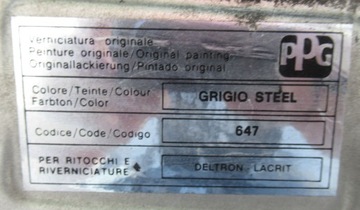 Verniciatura originale
Peinture originale/Original painting
Originallackierung/Pintado original
PPG
Colore/Teinte/Colour
Farbton/Color
GRIGIO STEEL
Codice/Code/Codigo
647
PER RITOCCHI E
RIVERNICIATURE
DELTRON - LACRIT